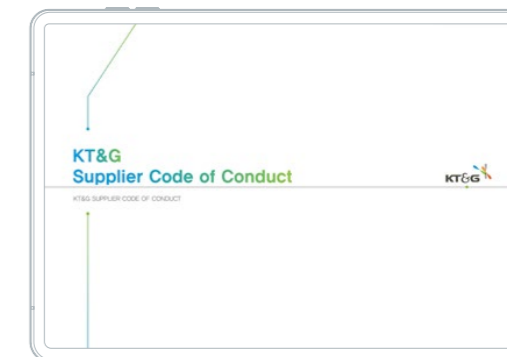 KT&G
Supplier Code of Conduct
KT&G
KT&G SUPPLIER CODE OF CONDUCT